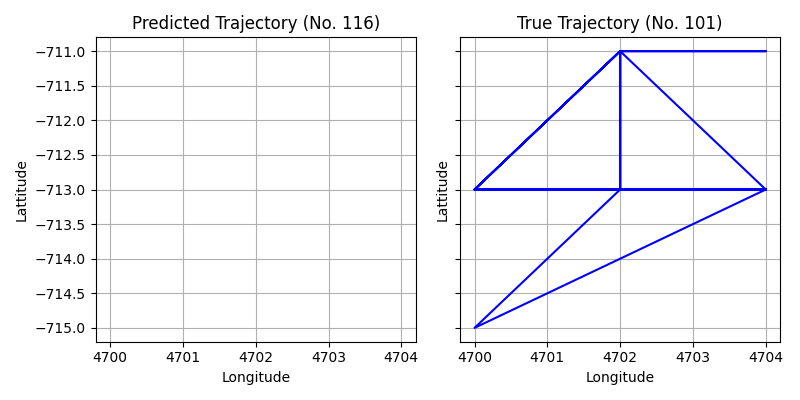 Predicted Trajectory (No. 116)
True Trajectory (No. 101)
Lattitude
−711.0
−711.5
−712.0
−712.5
−713.0
−713.5
−714.0
−714.5
−715.0
4700 4701 4702 4703 4704
Longitude
Lattitude
4700 4701 4702 4703 4704
Longitude